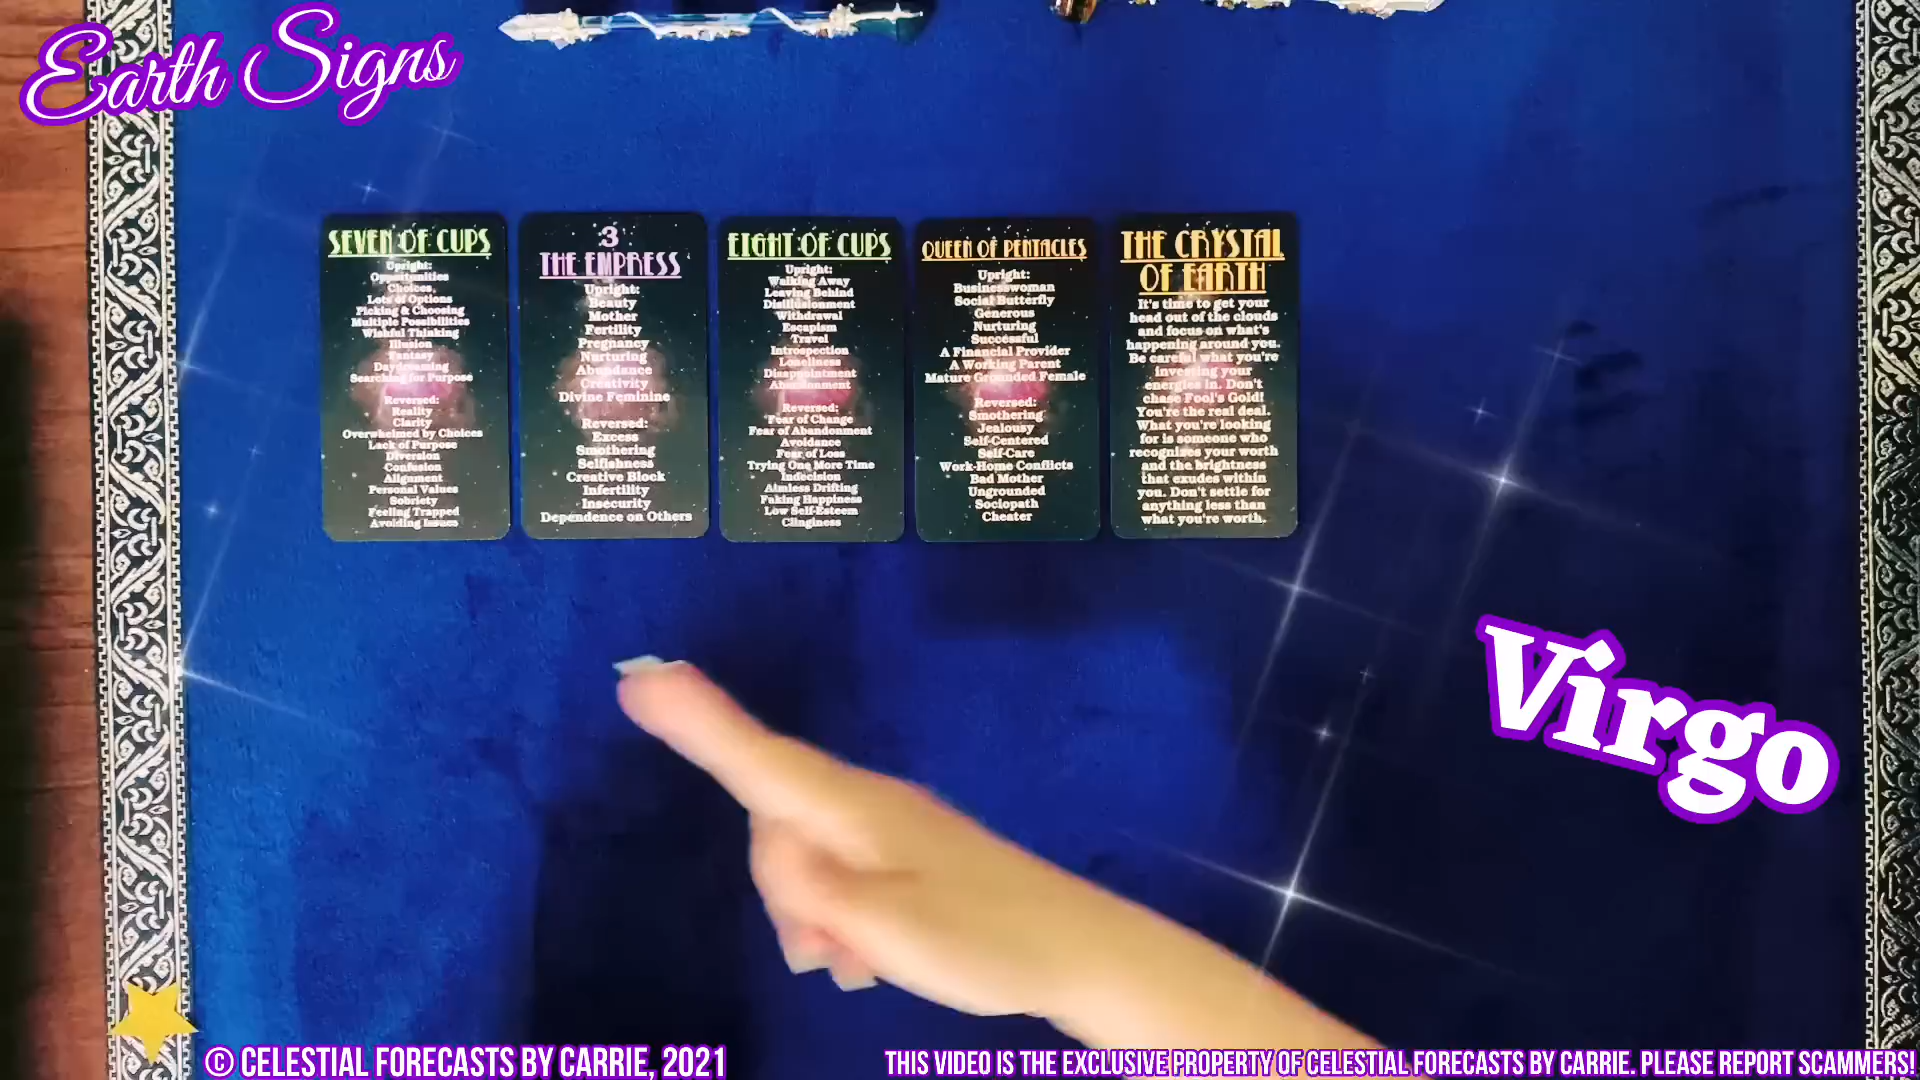 Earth Signs
SEVEN OF CUPS
Upright:
Opportunities
Choices
Lots of Options
Picking & Choosing
Multiple Possibilities
Wishful Thinking
Illusion
Fantasy
Daydreaming
Searching for Purpose
Reversed:
Reality
Clarity
Overwhelmed by Choices
Lack of Purpose
Diversion
Confusion
Alignment
Personal Values
Sobriety
Feeling Trapped
Avoiding Issues
3
THE EMPRESS
Upright:
Beauty
Mother
Fertility
Pregnancy
Nurturing
Abundance
Creativity
Divine Feminine
Reversed:
Excess
Smothering
Selfishness
Creative Block
Infertility
Insecurity
Dependence on Others
EIGHT OF CUPS
Upright:
Walking Away
Leaving Behind
Disillusionment
Withdrawal
Escapism
Travel
Introspection
Loneliness
Disappointment
Abandonment
Reversed:
Fear of Change
Fear of Abandonment
Avoidance
Fear of Loss
Trying One More Time
Indecision
Aimless Drifting
Faking Happiness
Low Self-Esteem
Clinginess
QUEEN OF PENTACLES
Upright:
Businesswoman
Social Butterfly
Generous
Nurturing
Successful
A Financial Provider
A Working Parent
Mature Grounded Female
Reversed:
Smothering
Jealousy
Self-Centered
Self-Care
Work-Home Conflicts
Bad Mother
Ungrounded
Sociopath
Cheater
THE CRYSTAL
OF EARTH
It's time to get your
head out of the clouds
and focus on what's
happening around you.
Be careful what you're
investing your
energies in. Don't
chase Fool's Gold!
You're the real deal.
What you're looking
for is someone who
recognises your worth
and the brightness
that exudes within
you. Don't settle for
anything less than
what you're worth.
Virgo
© CELESTIAL FORECASTS BY CARRIE, 2021
THIS VIDEO IS THE EXCLUSIVE PROPERTY OF CELESTIAL FORECASTS BY CARRIE. PLEASE REPORT SCAMMERS!